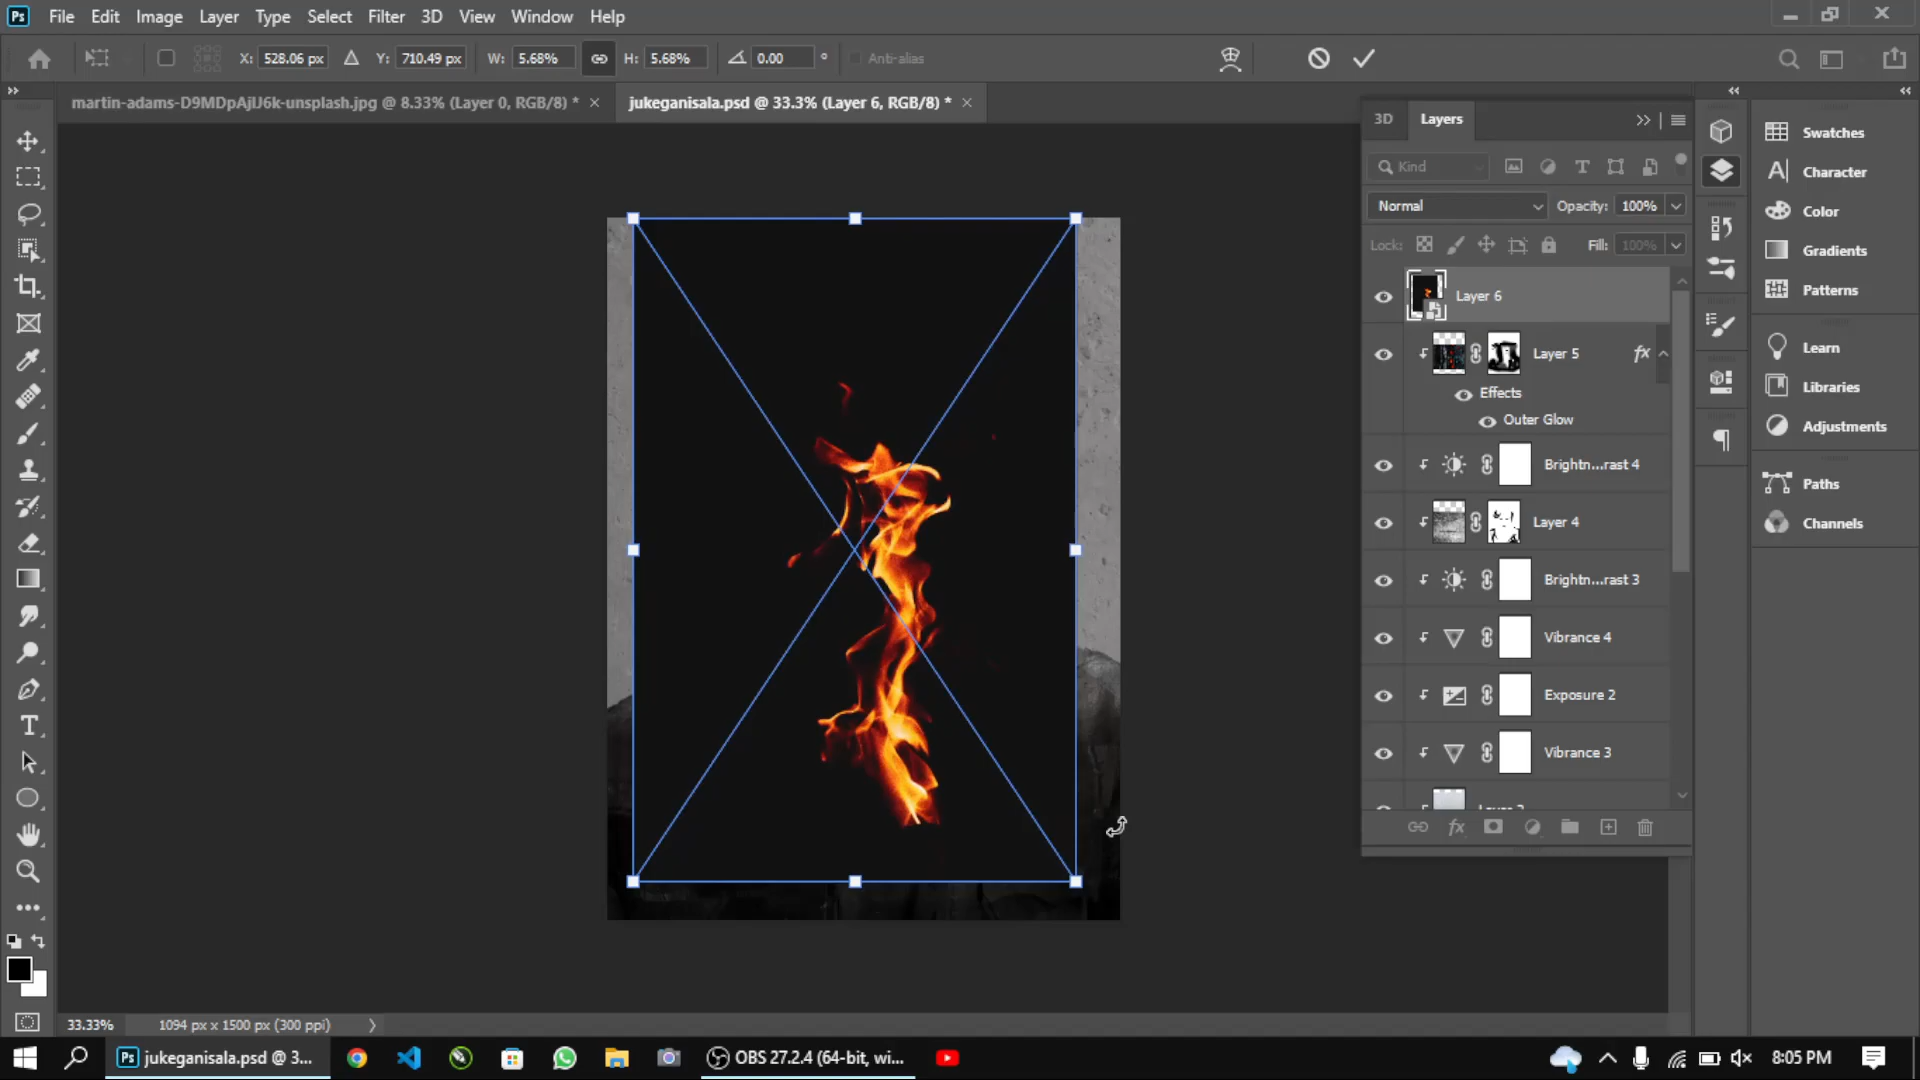 Ps File Edit Image Layer Type Select Filter 3D View Window Help
X: 528.06 px Y: 710.49 px W: 5.68% H: 5.68% 0.00 ° Anti-alias
martin-adams-D9MDpAjlJ6k-unsplash.jpg @ 8.33% (Layer 0, RGB/8) * jukeganisala.psd @ 33.3% (Layer 6, RGB/8) *
3D Layers
Kind
Normal Opacity: 100%
Lock: Fill: 100%
Layer 6
Layer 5 fx
Effects
Outer Glow
Brightn...rast 4
Layer 4
Brightn...rast 3
Vibrance 4
Exposure 2
Vibrance 3
fx
Swatches
Character
Color
Gradients
Patterns
Learn
Libraries
Adjustments
Paths
Channels
33.33% 1094 px x 1500 px (300 ppi)
Ps jukeganisala.psd @ 3... OBS 27.2.4 (64-bit, wi... 8:05 PM